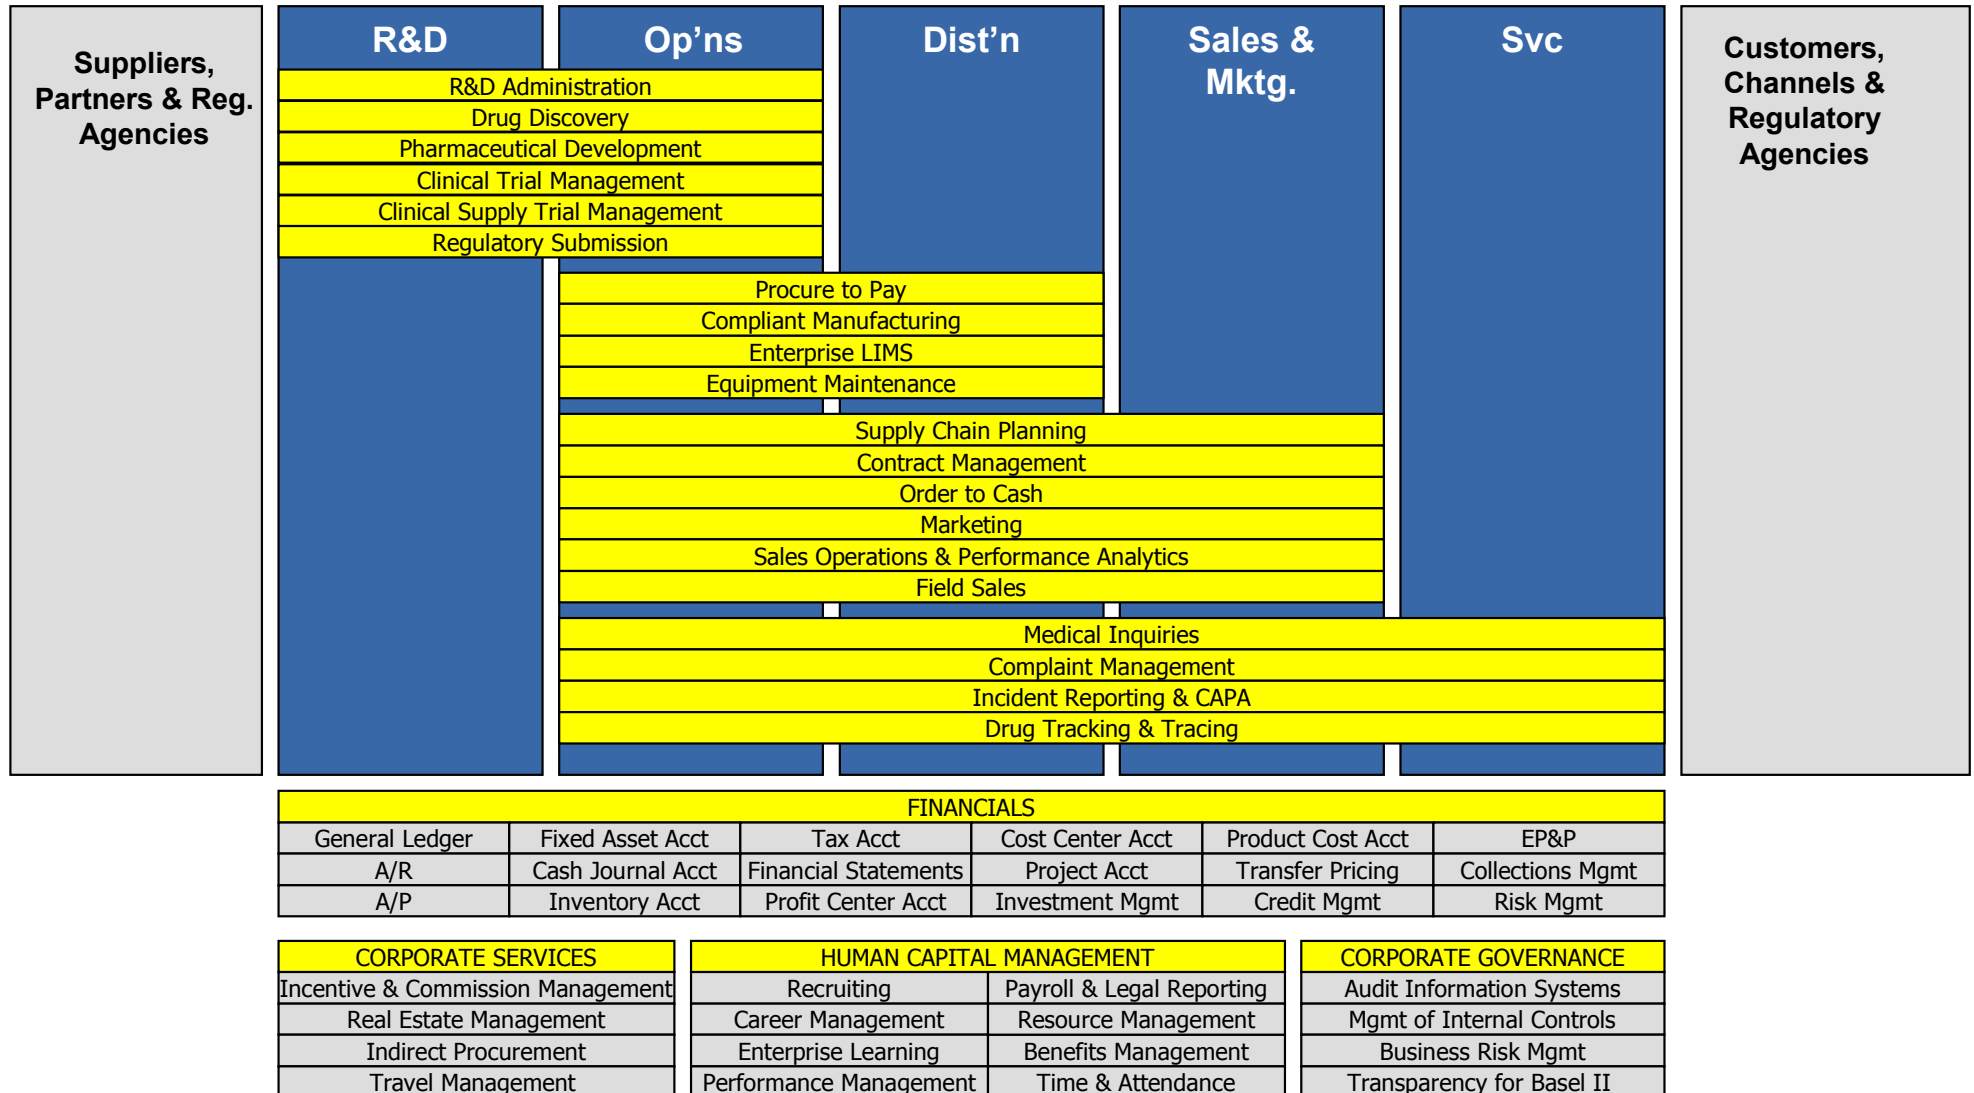 Suppliers,
Partners & Reg.
Agencies
R&D
Op'ns
Dist'n
Sales &
Mktg.
Svc
Customers,
Channels &
Regulatory
Agencies
R&D Administration
Drug Discovery
Pharmaceutical Development
Clinical Trial Management
Clinical Supply Trial Management
Regulatory Submission
Procure to Pay
Compliant Manufacturing
Enterprise LIMS
Equipment Maintenance
Supply Chain Planning
Contract Management
Order to Cash
Marketing
Sales Operations & Performance Analytics
Field Sales
Medical Inquiries
Complaint Management
Incident Reporting & CAPA
Drug Tracking & Tracing
FINANCIALS
General Ledger
Fixed Asset Acct
Tax Acct
Cost Center Acct
Product Cost Acct
EP&P
A/R
Cash Journal Acct
Financial Statements
Project Acct
Transfer Pricing
Collections Mgmt
A/P
Inventory Acct
Profit Center Acct
Investment Mgmt
Credit Mgmt
Risk Mgmt
CORPORATE SERVICES
Incentive & Commission Management
Real Estate Management
Indirect Procurement
Travel Management
HUMAN CAPITAL MANAGEMENT
Recruiting
Payroll & Legal Reporting
Career Management
Resource Management
Enterprise Learning
Benefits Management
Performance Management
Time & Attendance
CORPORATE GOVERNANCE
Audit Information Systems
Mgmt of Internal Controls
Business Risk Mgmt
Transparency for Basel II